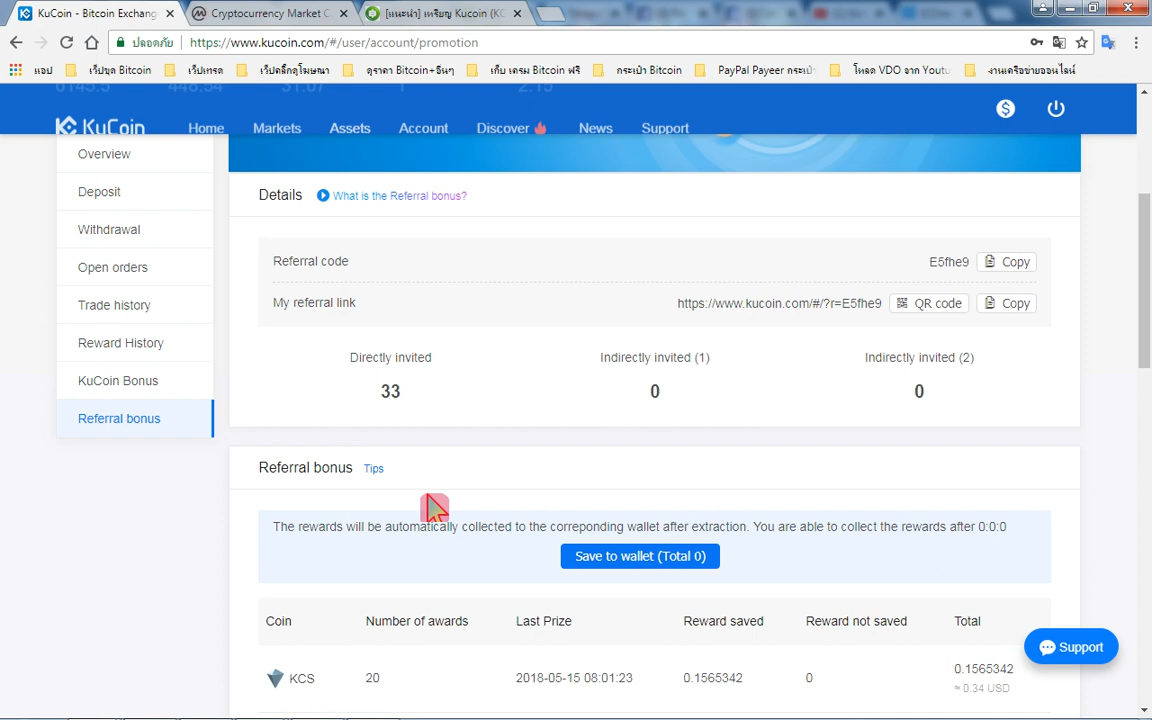 KuCoin - Bitcoin Exchang
Cryptocurrency Market C
[แนะนำ] เหรียญ Kucoin (KC
ปลอดภัย
https://www.kucoin.com/#/user/account/promotion
แอป
เว็ปขุด Bitcoin
เว็ปเทรด
เว็ปคลิ๊กดูโฆษณา
ดูราคา Bitcoin+อื่นๆ
เก็บ เครม Bitcoin ฟรี
กระเป๋า Bitcoin
PayPal Payeer กระเป๋า
โหลด VDO จาก Youtu
งานเครือข่ายออนไลน์
KuCoin
Home
Markets
Assets
Account
Discover
News
Support
Overview
Deposit
Withdrawal
Open orders
Trade history
Reward History
KuCoin Bonus
Referral bonus
Details What is the Referral bonus?
Referral code E5fhe9 Copy
My referral link https://www.kucoin.com/#/?r=E5fhe9 QR code Copy
Directly invited Indirectly invited (1) Indirectly invited (2)
33 0 0
Referral bonus Tips
The rewards will be automatically collected to the correponding wallet after extraction. You are able to collect the rewards after 0:0:0
Save to wallet (Total 0)
Coin Number of awards Last Prize Reward saved Reward not saved Total
KCS 20 2018-05-15 08:01:23 0.1565342 0 0.1565342
≈ 0.34 USD
Support